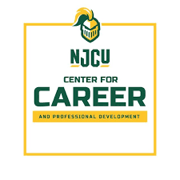 NJCU
CENTER FOR
CAREER
AND PROFESSIONAL DEVELOPMENT